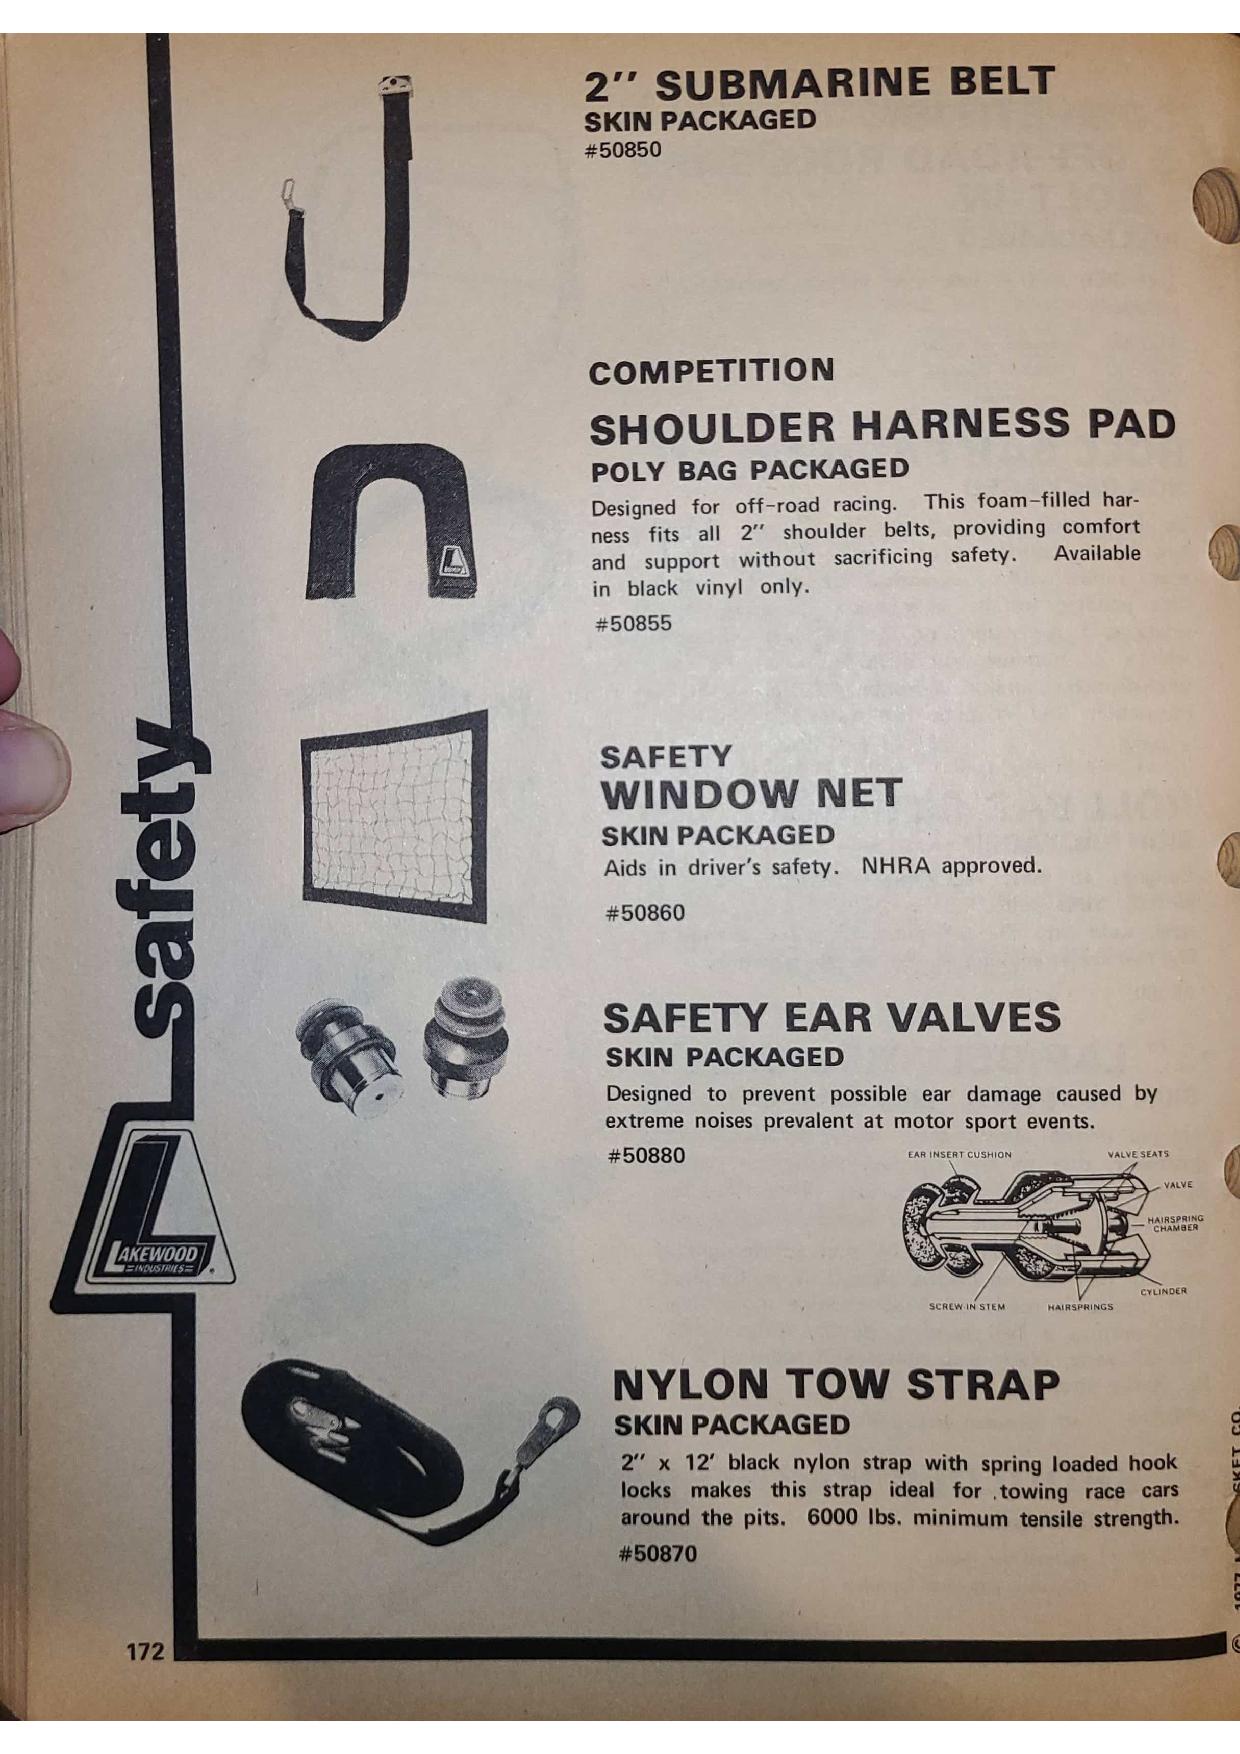 2" SUBMARINE BELT
SKIN PACKAGED
#50850
COMPETITION
SHOULDER HARNESS PAD
POLY BAG PACKAGED
Designed for off-road racing. This foam-filled har-
ness fits all 2" shoulder belts, providing comfort
and support without sacrificing safety. Available
in black vinyl only.
#50855
SAFETY
WINDOW NET
SKIN PACKAGED
Aids in driver's safety. NHRA approved.
#50860
SAFETY EAR VALVES
SKIN PACKAGED
Designed to prevent possible ear damage caused by
extreme noises prevalent at motor sport events.
#50880
EAR INSERT CUSHION
VALVE SEATS
VALVE
HAIRSPRING
CHAMBER
CYLINDER
SCREW IN STEM
HAIRSPRINGS
NYLON TOW STRAP
SKIN PACKAGED
2" x 12' black nylon strap with spring loaded hook
locks makes this strap ideal for towing race cars
around the pits. 6000 lbs. minimum tensile strength.
#50870
safety
LAKEWOOD
INDUSTRIES
®
172
© 1977
CO.